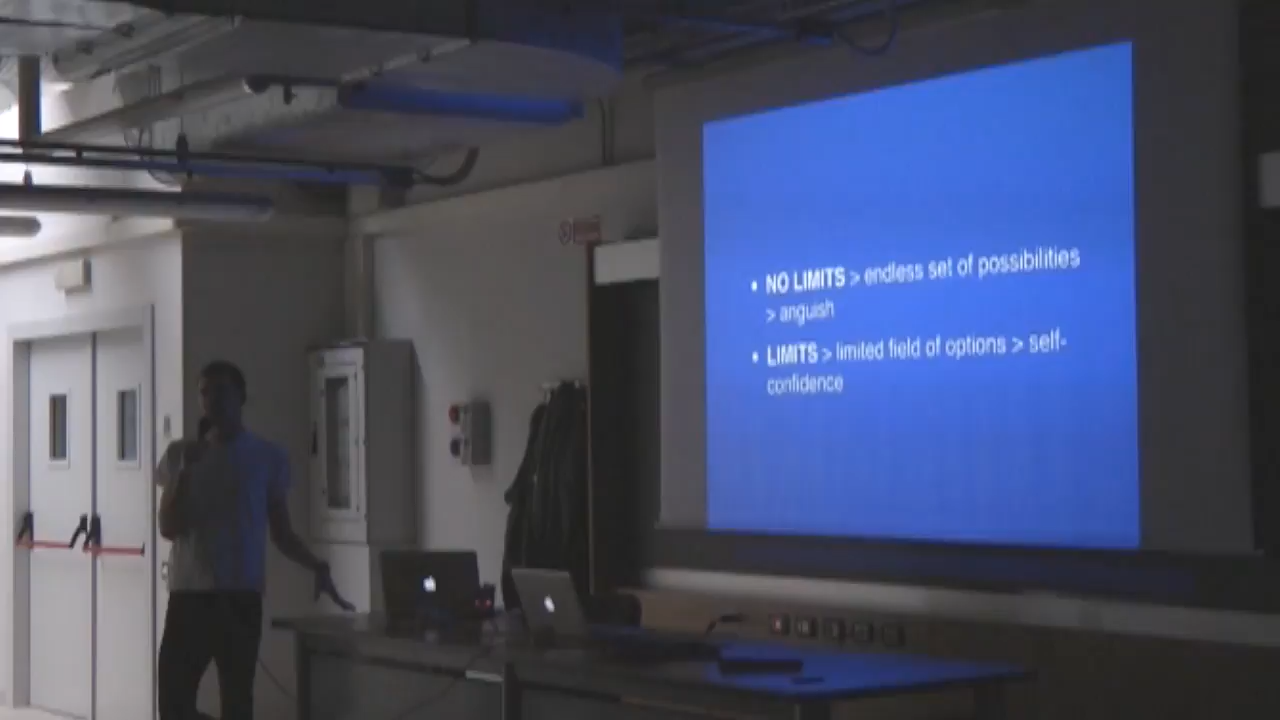 • NO LIMITS > endless set of possibilities
> anguish
• LIMITS > limited field of options > self-
confidence